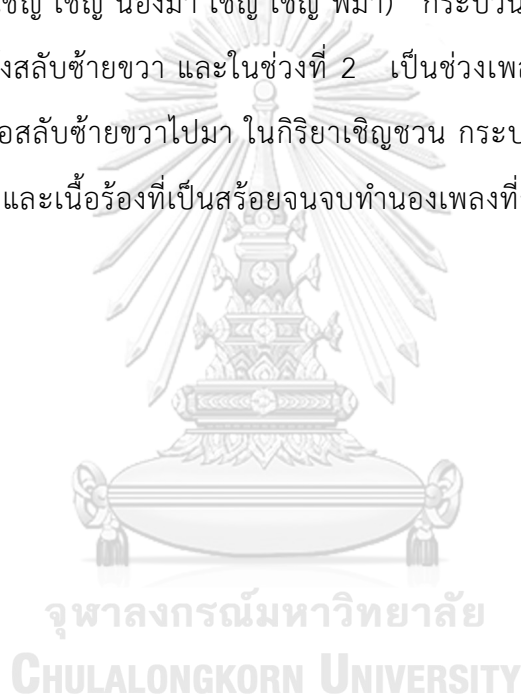 เชิญ เชิญ น้องมา เชิญ เชิญ พี่มา) กระบวน
งสลับซ้ายขวา และในช่วงที่ 2 เป็นช่วงเพล
อสลับซ้ายขวาไปมา ในกิริยาเชิญชวน กระบ
และเนื้อร้องที่เป็นสร้อยจนจบทำนองเพลงที่
จุฬาลงกรณ์มหาวิทยาลัย
CHULALONGKORN UNIVERSITY